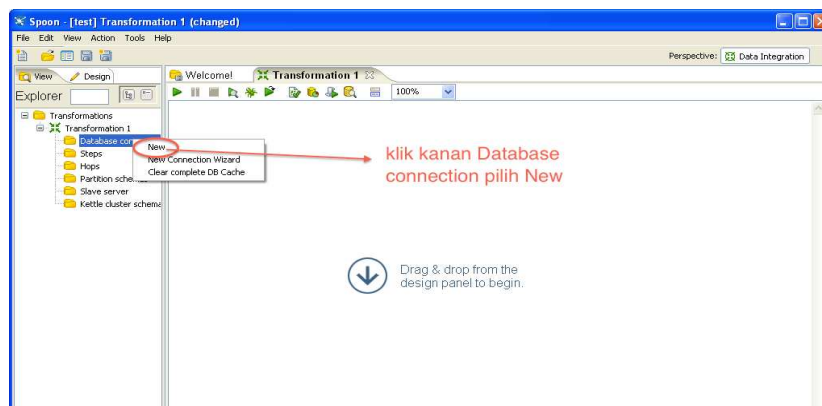 Spoon - [test] Transformation 1 (changed)
File Edit View Action Tools Help
Perspective: Data Integration
View Design
Welcome! Transformation 1
Explorer
100%
Transformations
Transformation 1
Database con
New
Steps
New Connection Wizard
Hops
Clear complete DB Cache
Partition schemas
Slave server
Kettle cluster schema
klik kanan Database
connection pilih New
Drag & drop from the
design panel to begin.